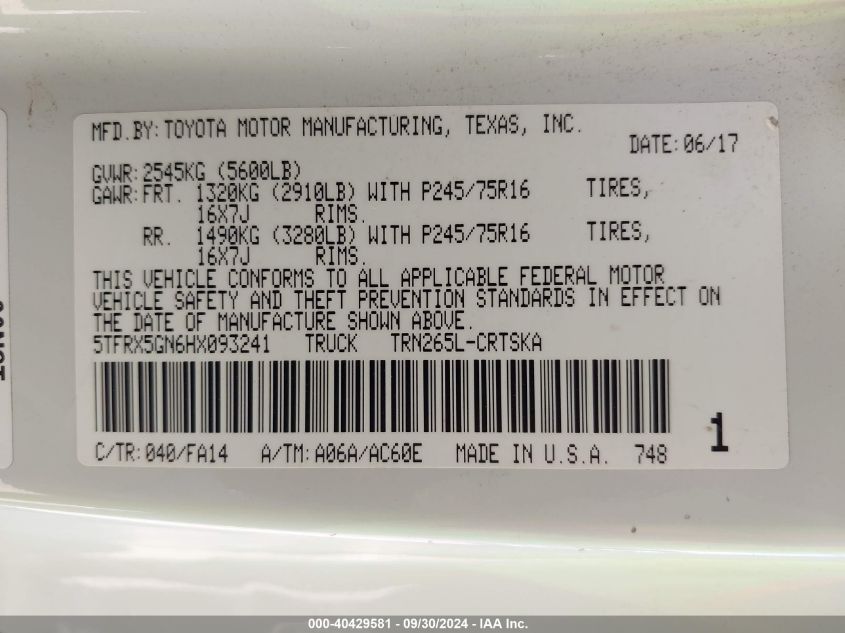 MFD.BY: TOYOTA MOTOR MANUFACTURING, TEXAS, INC.
DATE: 06/17
GVWR: 2545KG (5600LB)
GAWR: FRT. 1320KG (2910LB) WITH P245/75R16 TIRES,
16X7J RIMS.
RR. 1490KG (3280LB) WITH P245/75R16 TIRES,
16X7J RIMS.
THIS VEHICLE CONFORMS TO ALL APPLICABLE FEDERAL MOTOR
VEHICLE SAFETY AND THEFT PREVENTION STANDARDS IN EFFECT ON
THE DATE OF MANUFACTURE SHOWN ABOVE.
5TFRX5GN6HX093241 TRUCK TRN265L-CRTSKA
C/TR: 040/FA14 A/TM: A06A/AC60E MADE IN U.S.A. 748
1
000-40429581 - 09/30/2024 - IAA Inc.